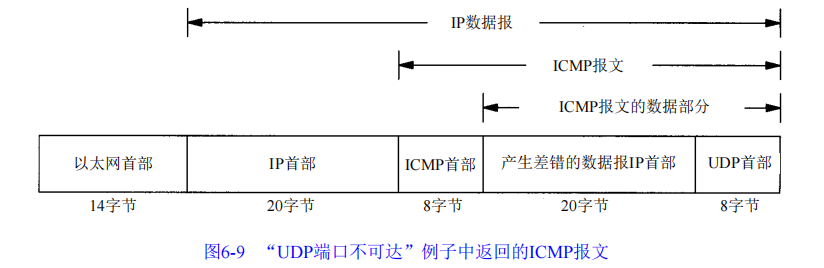 IP数据报
ICMP报文
ICMP报文的数据部分
以太网首部 IP首部 ICMP首部 产生差错的数据报IP首部 UDP首部
14字节 20字节 8字节 20字节 8字节
图6-9 “UDP端口不可达”例子中返回的ICMP报文